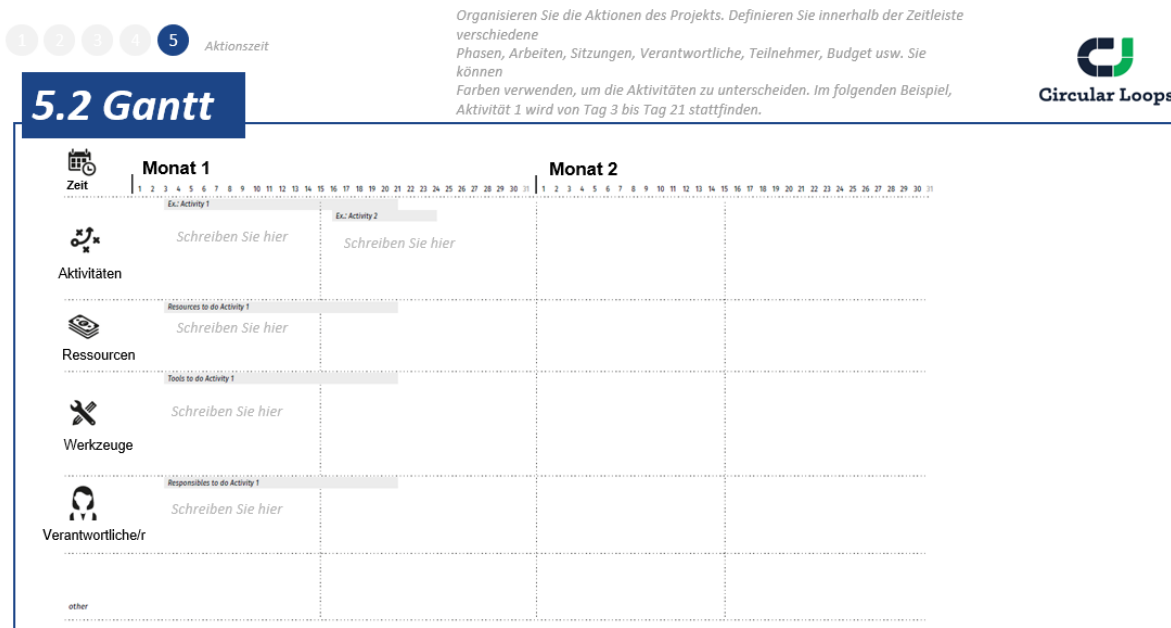 1 2 3 4 5 Aktionszeit
Organisieren Sie die Aktionen des Projekts. Definieren Sie innerhalb der Zeitleiste
verschiedene
Phasen, Arbeiten, Sitzungen, Verantwortliche, Teilnehmer, Budget usw. Sie
können
Farben verwenden, um die Aktivitäten zu unterscheiden. Im folgenden Beispiel,
Aktivität 1 wird von Tag 3 bis Tag 21 stattfinden.
Circular Loops
5.2 Gantt
Zeit
Monat 1
Monat 2
1 2 3 4 5 6 7 8 9 10 11 12 13 14 15 16 17 18 19 20 21 22 23 24 25 26 27 28 29 30 31
1 2 3 4 5 6 7 8 9 10 11 12 13 14 15 16 17 18 19 20 21 22 23 24 25 26 27 28 29 30 31
Ex.: Activity 1
Ex.: Activity 2
Schreiben Sie hier
Schreiben Sie hier
Aktivitäten
Resources to do Activity 1
Schreiben Sie hier
Ressourcen
Tools to do Activity 1
Schreiben Sie hier
Werkzeuge
Responsibles to do Activity 1
Schreiben Sie hier
Verantwortliche/r
other